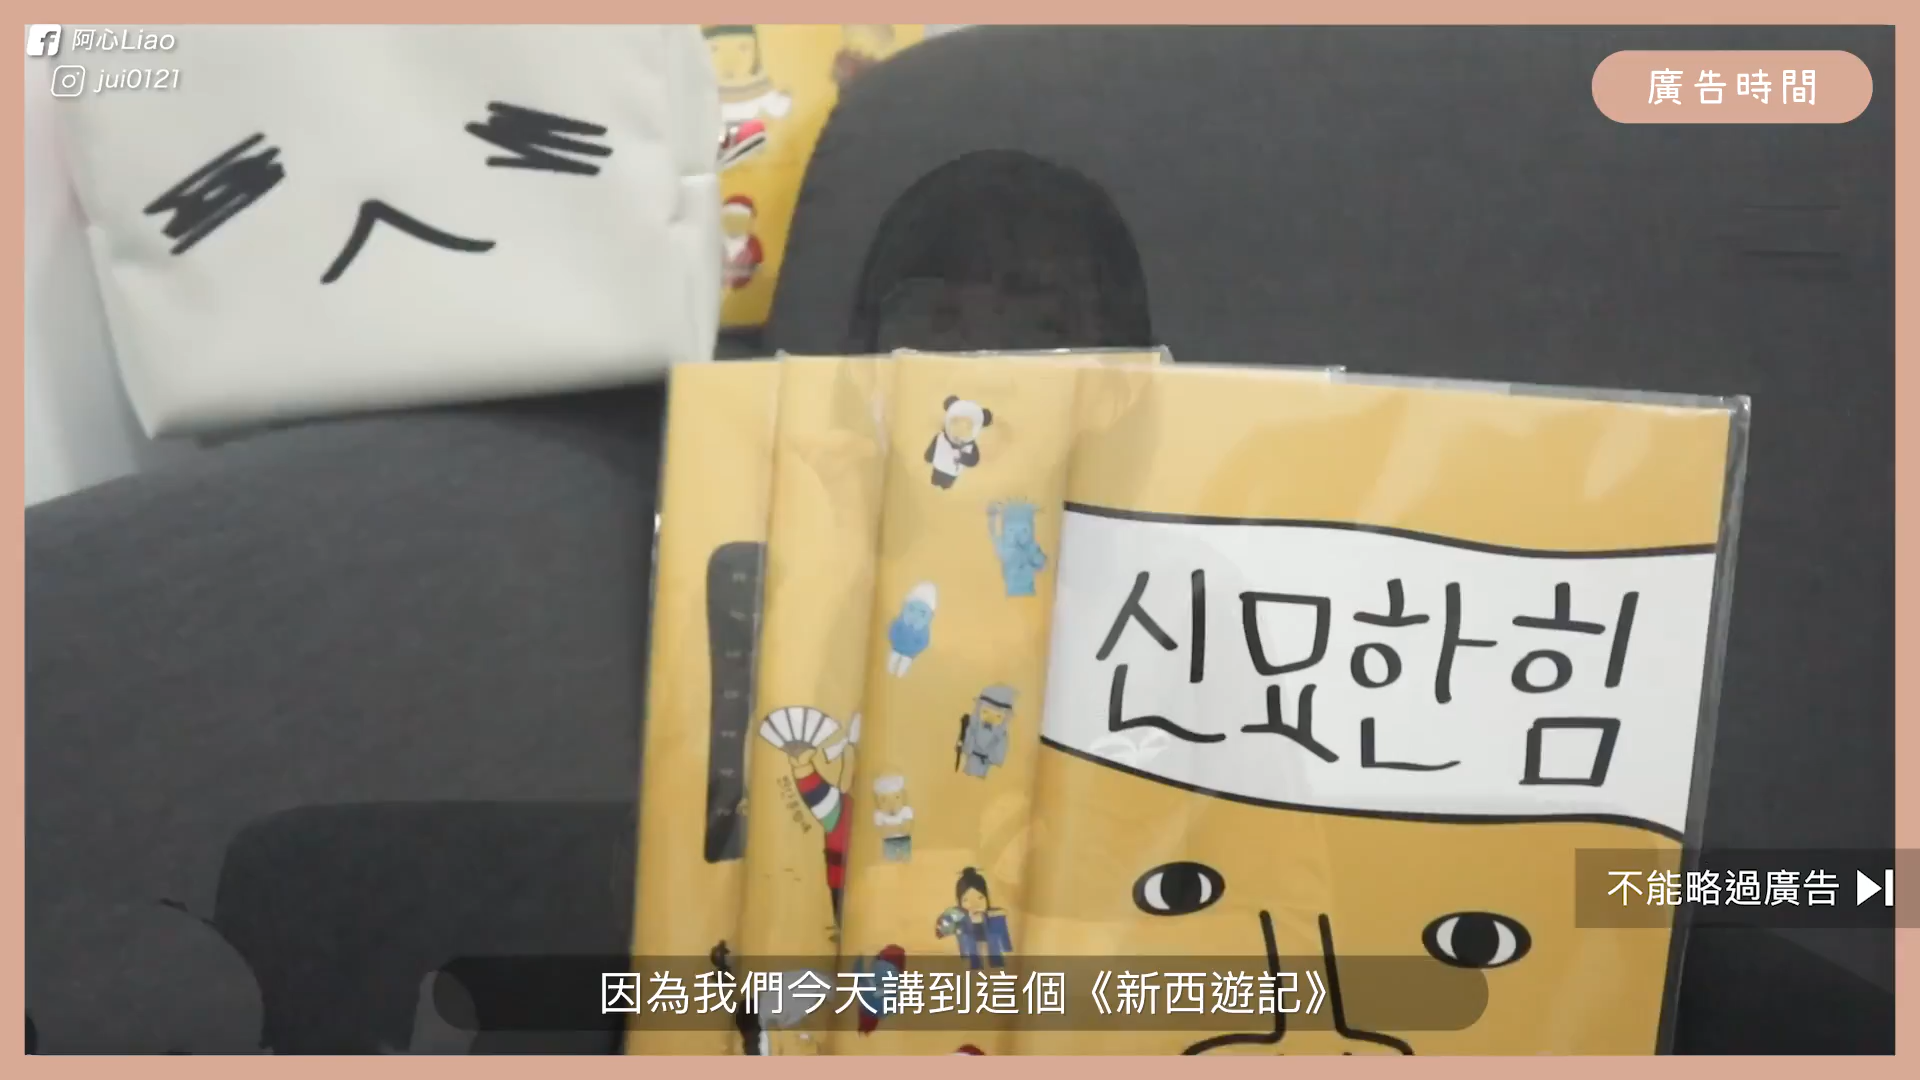 阿心Liao
jui0121
廣告時間
신묘한 힘
不能略過廣告
因為我們今天講到這個《新西遊記》